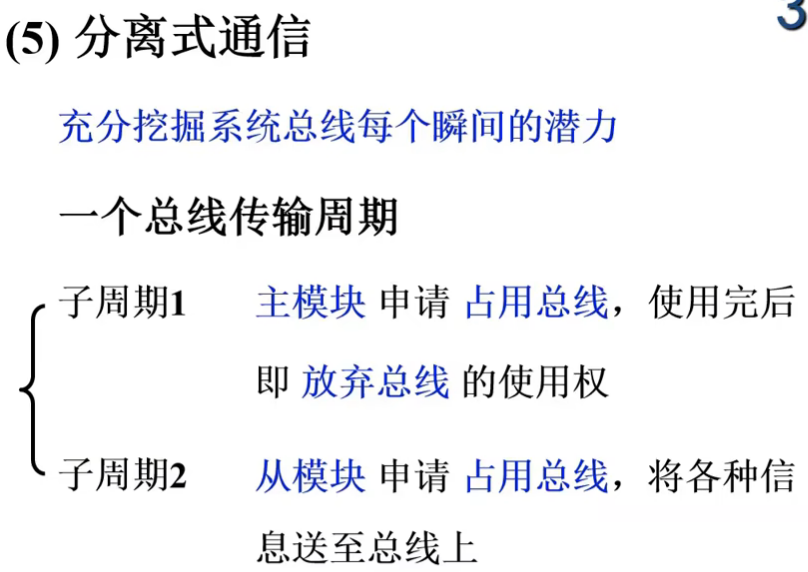 3
(5) 分离式通信
充分挖掘系统总线每个瞬间的潜力
一个总线传输周期
子周期1 主模块 申请 占用总线，使用完后
即 放弃总线 的使用权
子周期2 从模块 申请 占用总线，将各种信
息送至总线上